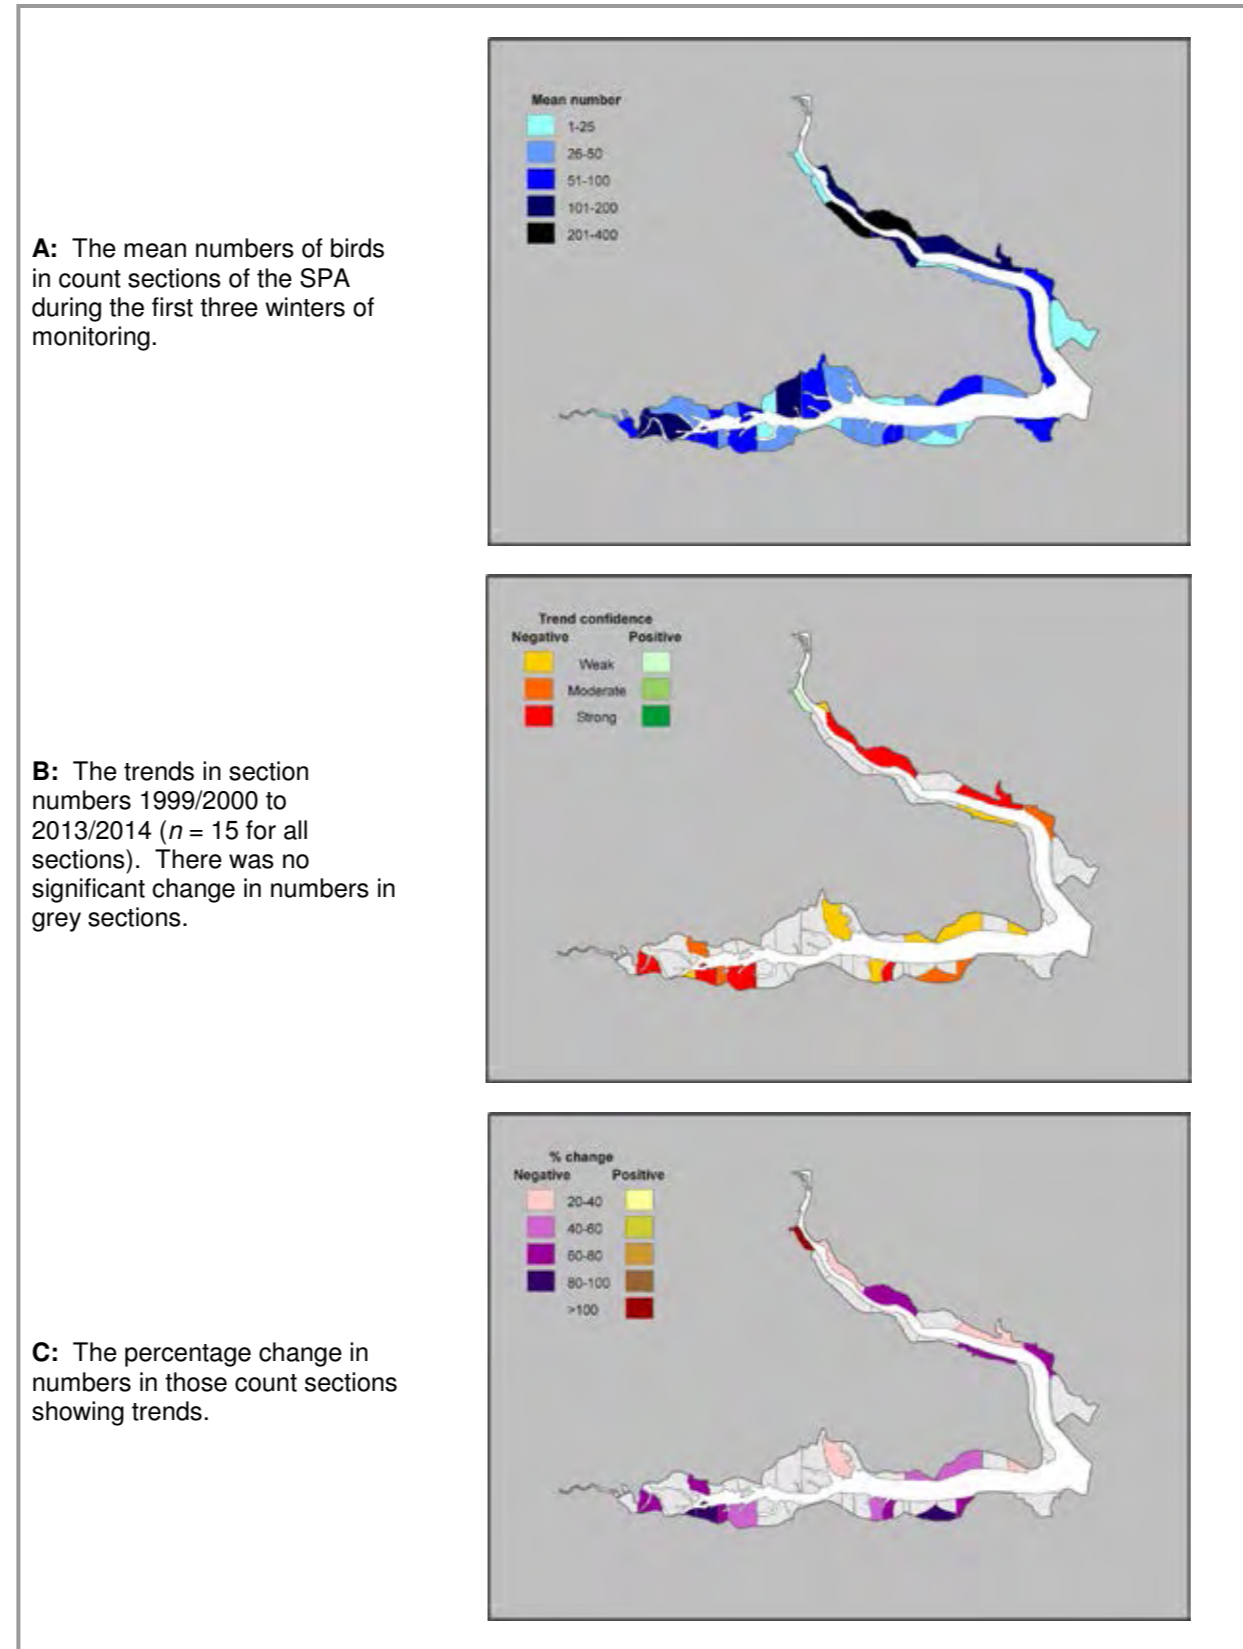 A: The mean numbers of birds
in count sections of the SPA
during the first three winters of
monitoring.
Mean number
1-25
26-50
51-100
101-200
201-400
B: The trends in section
numbers 1999/2000 to
2013/2014 (n = 15 for all
sections). There was no
significant change in numbers in
grey sections.
Trend confidence
Negative Positive
Weak
Moderate
Strong
C: The percentage change in
numbers in those count sections
showing trends.
% change
Negative Positive
20-40
40-60
60-80
80-100
>100